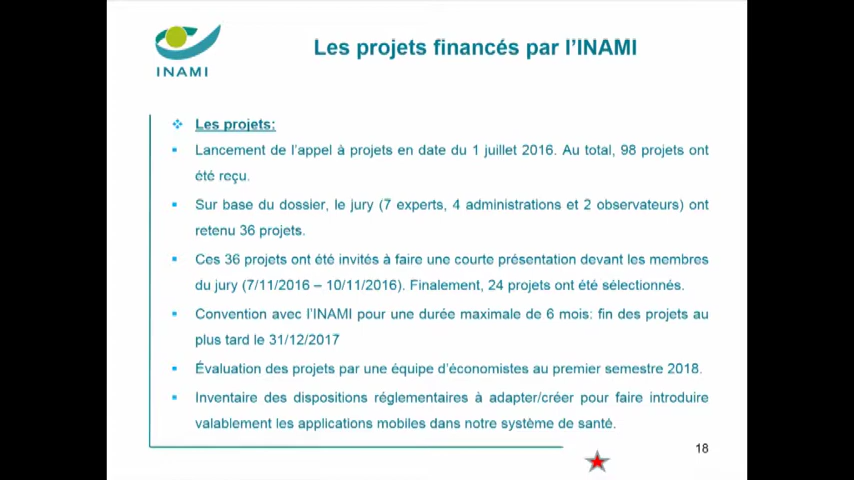 INAMI
Les projets financés par l'INAMI
Les projets:
Lancement de l'appel à projets en date du 1 juillet 2016. Au total, 98 projets ont
été reçu.
Sur base du dossier, le jury (7 experts, 4 administrations et 2 observateurs) ont
retenu 36 projets.
Ces 36 projets ont été invités à faire une courte présentation devant les membres
du jury (7/11/2016 – 10/11/2016). Finalement, 24 projets ont été sélectionnés.
Convention avec l'INAMI pour une durée maximale de 6 mois: fin des projets au
plus tard le 31/12/2017
Évaluation des projets par une équipe d'économistes au premier semestre 2018.
Inventaire des dispositions réglementaires à adapter/créer pour faire introduire
valablement les applications mobiles dans notre système de santé.
18